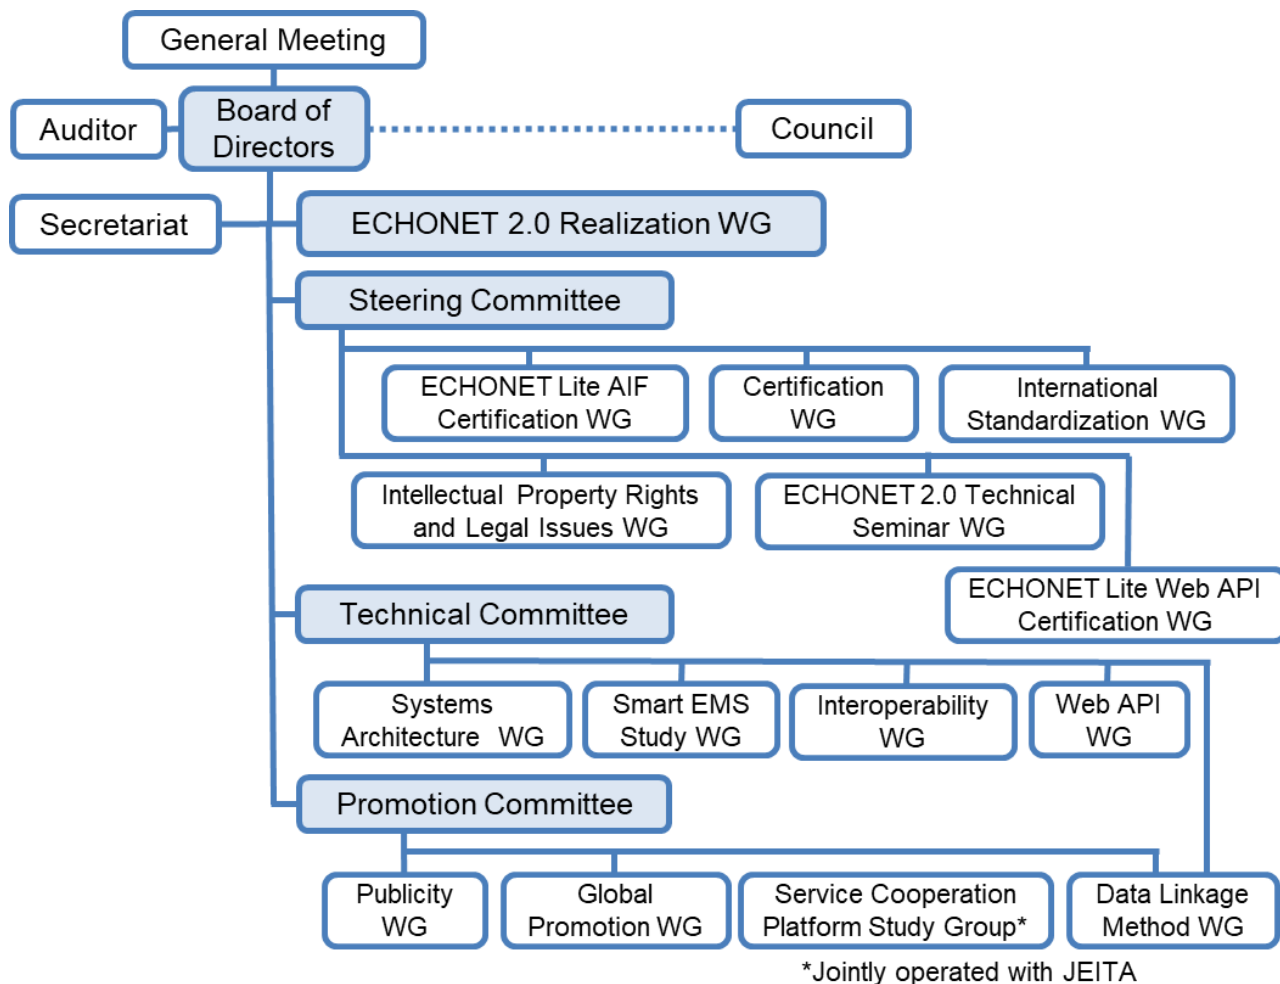 General Meeting
Auditor
Board of
Directors
Council
Secretariat
ECHONET 2.0 Realization WG
Steering Committee
ECHONET Lite AIF
Certification WG
Certification
WG
International
Standardization WG
Intellectual Property Rights
and Legal Issues WG
ECHONET 2.0 Technical
Seminar WG
ECHONET Lite Web API
Certification WG
Technical Committee
Systems
Architecture WG
Smart EMS
Study WG
Interoperability
WG
Web API
WG
Promotion Committee
Publicity
WG
Global
Promotion WG
Service Cooperation
Platform Study Group*
Data Linkage
Method WG
*Jointly operated with JEITA